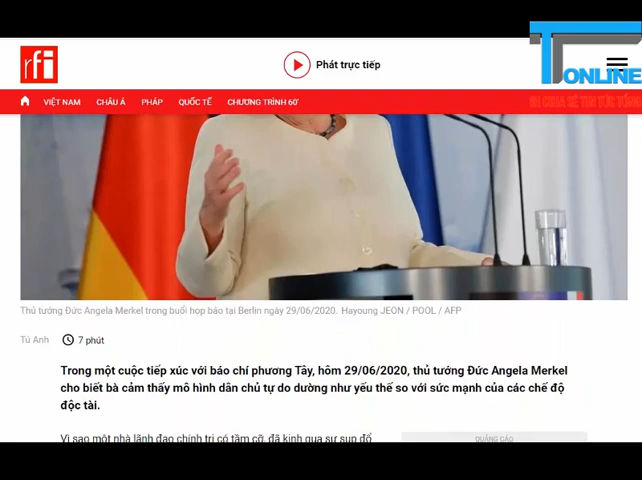 rfi
Phát trực tiếp
TF ONLINE
VIỆT NAM CHÂU Á PHÁP QUỐC TẾ CHƯƠNG TRÌNH 60'
Thủ tướng Đức Angela Merkel trong buổi họp báo tại Berlin ngày 29/06/2020. Hayoung JEON / POOL / AFP
Tú Anh 7 phút
Trong một cuộc tiếp xúc với báo chí phương Tây, hôm 29/06/2020, thủ tướng Đức Angela Merkel
cho biết bà cảm thấy mô hình dân chủ tự do dường như yếu thế so với sức mạnh của các chế độ
độc tài.
Vì sao một nhà lãnh đạo chính trị có tầm cỡ, đã kinh qua sự sụp đổ
QUẢNG CÁO